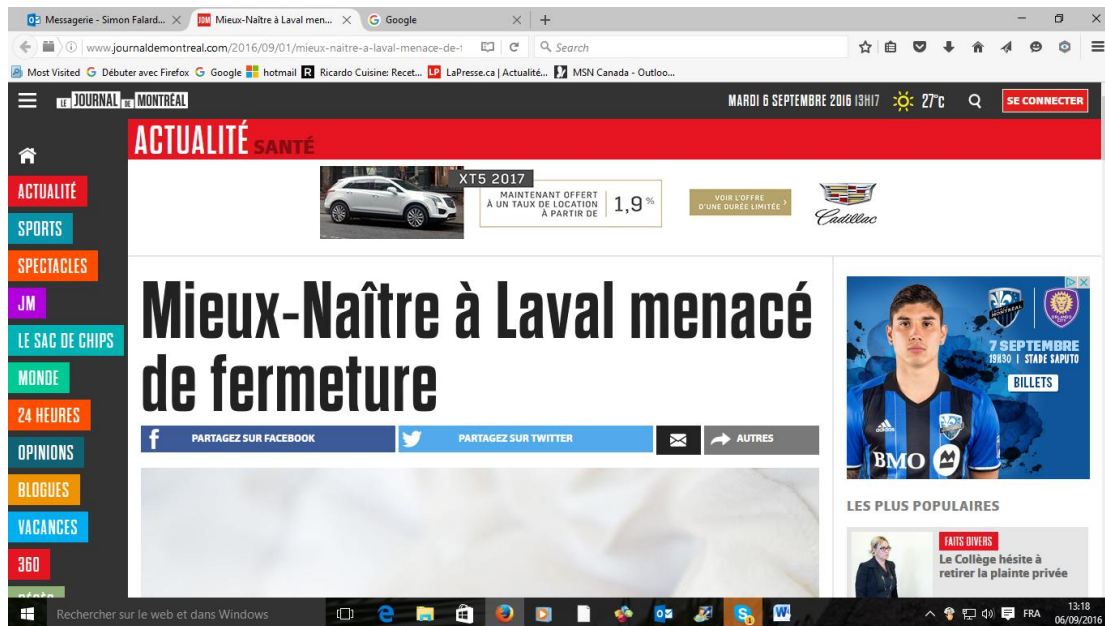 Messagerie - Simon Falard...
Mieux-Naître à Laval men...
Google
www.journaldemontreal.com/2016/09/01/mieux-naitre-a-laval-menace-de-f
Search
Most Visited
Débuter avec Firefox
Google
hotmail
Ricardo Cuisine: Recet...
LaPresse.ca | Actualité...
MSN Canada - Outloo...
LE JOURNAL DE MONTRÉAL
MARDI 6 SEPTEMBRE 2016 13H17
27°C
SE CONNECTER
ACTUALITÉ SANTÉ
ACTUALITÉ
SPORTS
SPECTACLES
JM
LE SAC DE CHIPS
MONDE
24 HEURES
OPINIONS
BLOGUES
VACANCES
360
XT5 2017
MAINTENANT OFFERT
À UN TAUX DE LOCATION
À PARTIR DE
1,9 %
VOIR L'OFFRE
D'UNE DURÉE LIMITÉE
Cadillac
Mieux-Naître à Laval menacé
de fermeture
PARTAGEZ SUR FACEBOOK
PARTAGEZ SUR TWITTER
AUTRES
MONTREAL
7 SEPTEMBRE
19H30 | STADE SAPUTO
BILLETS
BMO
LES PLUS POPULAIRES
FAITS DIVERS
Le Collège hésite à
retirer la plainte privée
Rechercher sur le web et dans Windows
FRA
13:18
06/09/2016